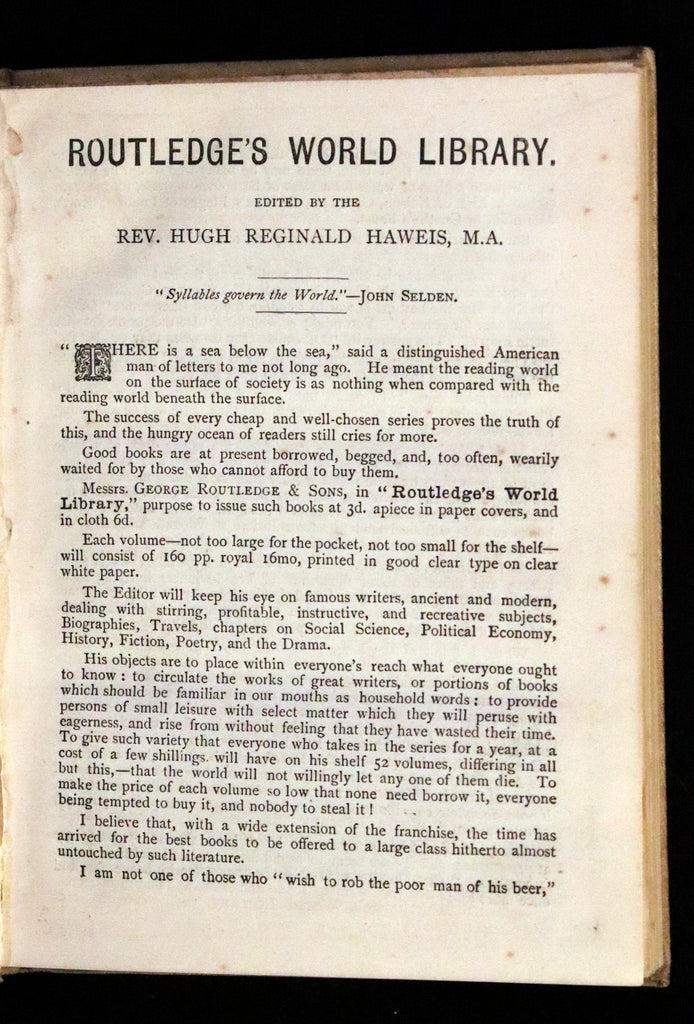 ROUTLEDGE'S WORLD LIBRARY.
EDITED BY THE
REV. HUGH REGINALD HAWEIS, M.A.
"Syllables govern the World."—JOHN SELDEN.
"THERE is a sea below the sea," said a distinguished American
man of letters to me not long ago. He meant the reading world
on the surface of society is as nothing when compared with the
reading world beneath the surface.
The success of every cheap and well-chosen series proves the truth of
this, and the hungry ocean of readers still cries for more.
Good books are at present borrowed, begged, and, too often, wearily
waited for by those who cannot afford to buy them.
Messrs. GEORGE ROUTLEDGE & SONS, in "Routledge's World
Library," purpose to issue such books at 3d. apiece in paper covers, and
in cloth 6d.
Each volume—not too large for the pocket, not too small for the shelf—
will consist of 160 pp. royal 16mo, printed in good clear type on clear
white paper.
The Editor will keep his eye on famous writers, ancient and modern,
dealing with stirring, profitable, instructive, and recreative subjects,
Biographies, Travels, chapters on Social Science, Political Economy,
History, Fiction, Poetry, and the Drama.
His objects are to place within everyone's reach what everyone ought
to know: to circulate the works of great writers, or portions of books
which should be familiar in our mouths as household words: to provide
persons of small leisure with select matter which they will peruse with
eagerness, and rise from without feeling that they have wasted their time.
To give such variety that everyone who takes in the series for a year, at a
cost of a few shillings. will have on his shelf 52 volumes, differing in all
but this,—that the world will not willingly let any one of them die. To
make the price of each volume so low that none need borrow it, everyone
being tempted to buy it, and nobody to steal it!
I believe that, with a wide extension of the franchise, the time has
arrived for the best books to be offered to a large class hitherto almost
untouched by such literature.
I am not one of those who "wish to rob the poor man of his beer,"